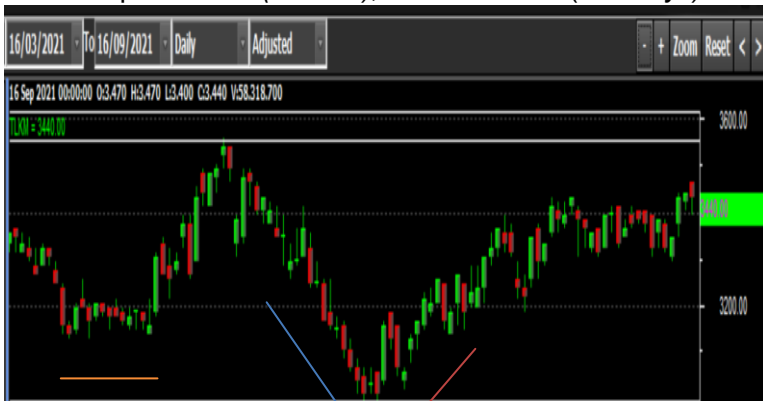 16/03/2021 To 16/09/2021 Daily Adjusted - + Zoom Reset < >
16 Sep 2021 00:00:00 O:3.470 H:3.470 L:3.400 C:3.440 V:58.318.700
TLKM = 3440.00
3600.00
3440.00
3200.00